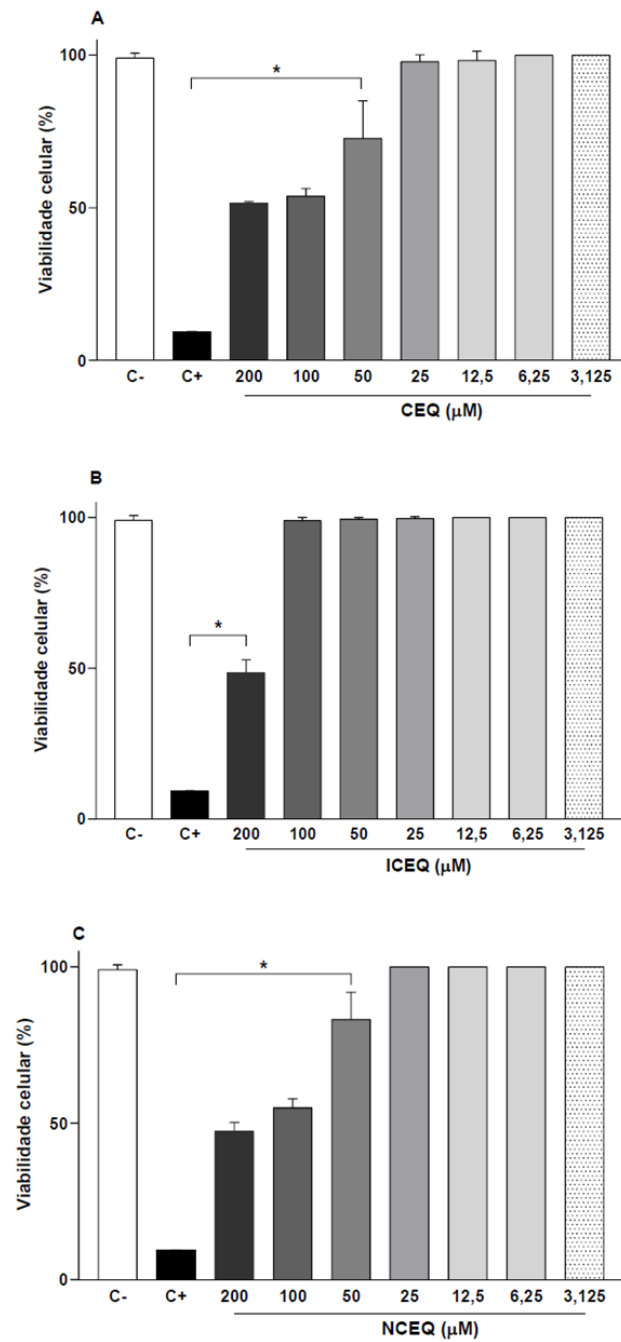 A
Viabilidade celular (%)
100
50
0
*
C- C+ 200 100 50 25 12,5 6,25 3,125
CEQ (μM)
B
Viabilidade celular (%)
100
50
0
*
C- C+ 200 100 50 25 12,5 6,25 3,125
ICEQ (μM)
C
Viabilidade celular (%)
100
50
0
*
C- C+ 200 100 50 25 12,5 6,25 3,125
NCEQ (μM)